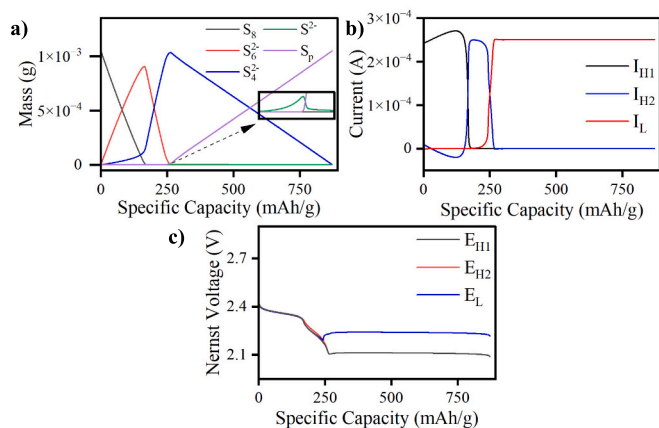 a)
S₈
S₆²⁻
S₄²⁻
S²⁻
Sₚ
1×10⁻³
5×10⁻⁴
0
Mass (g)
0
250
500
750
Specific Capacity (mAh/g)
b)
3×10⁻⁴
2×10⁻⁴
1×10⁻⁴
0
Current (A)
I_H1
I_H2
I_L
0
250
500
750
Specific Capacity (mAh/g)
c)
2.7
2.4
2.1
Nernst Voltage (V)
E_H1
E_H2
E_L
0
250
500
750
Specific Capacity (mAh/g)